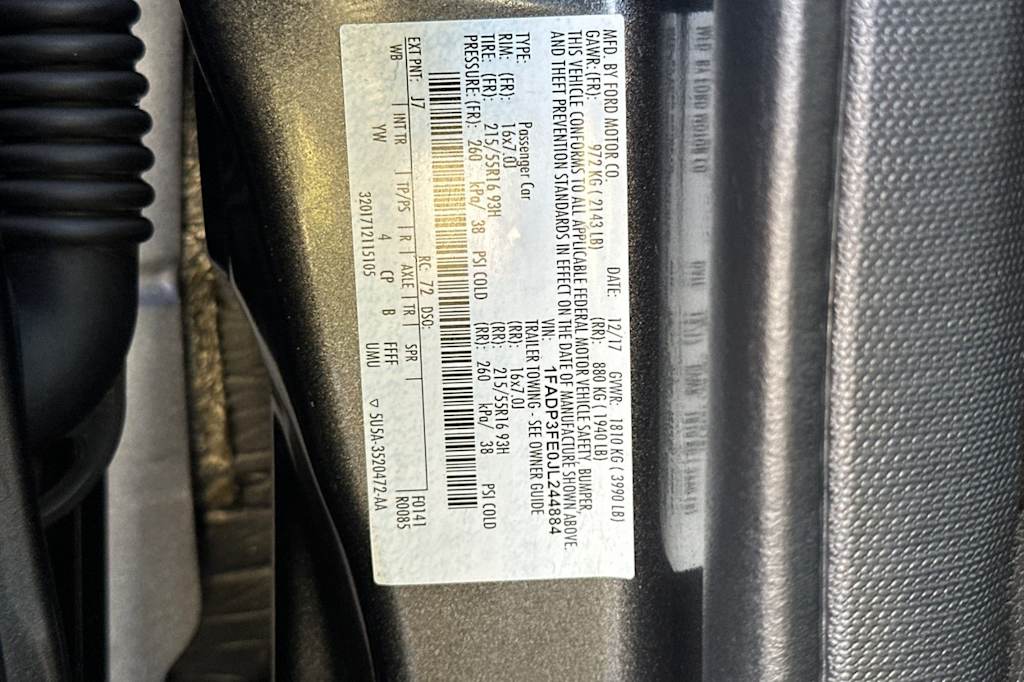 MFD. BY FORD MOTOR CO. DATE: 12/17 GVWR: 1810 KG ( 3990 LB)
GAWR: (FR): 972 KG ( 2143 LB) (RR): 880 KG ( 1940 LB)
THIS VEHICLE CONFORMS TO ALL APPLICABLE FEDERAL MOTOR VEHICLE SAFETY, BUMPER,
AND THEFT PREVENTION STANDARDS IN EFFECT ON THE DATE OF MANUFACTURE SHOWN ABOVE.
VIN: 1FADP3FE0JL244884
TYPE: Passenger Car TRAILER TOWING - SEE OWNER GUIDE
RIM: (FR): 16x7.0J (RR): 16x7.0J
TIRE: (FR): 215/55R16 93H (RR): 215/55R16 93H
PRESSURE: (FR): 260 kPa/ 38 PSI COLD (RR): 260 kPa/ 38 PSI COLD
RC: 72 DSO: F0141
EXT PNT: J7 INT TR TP/PS R AXLE TR SPR R0085
WB YW 4 CP B FFFF
3201712115105 UMU ▽ 5U5A-3520472-AA